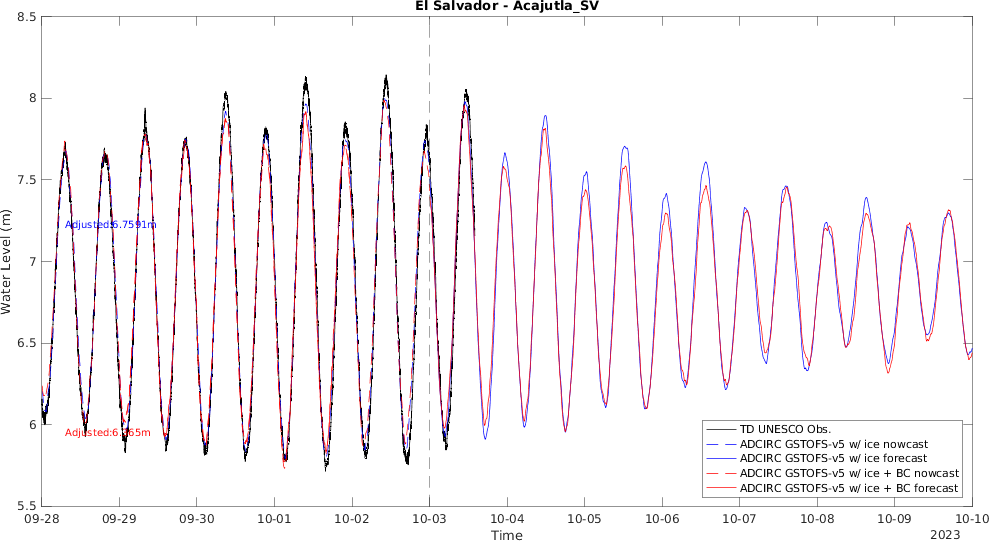 El Salvador - Acajutla_SV
8.5
8
7.5
7
6.5
6
5.5
Water Level (m)
Adjusted:6.7591m
TD UNESCO Obs.
ADCIRC GSTOFS-v5 w/ ice nowcast
ADCIRC GSTOFS-v5 w/ ice forecast
ADCIRC GSTOFS-v5 w/ ice + BC nowcast
ADCIRC GSTOFS-v5 w/ ice + BC forecast
09-28 09-29 09-30 10-01 10-02 10-03 10-04 10-05 10-06 10-07 10-08 10-09 10-10
Time
2023